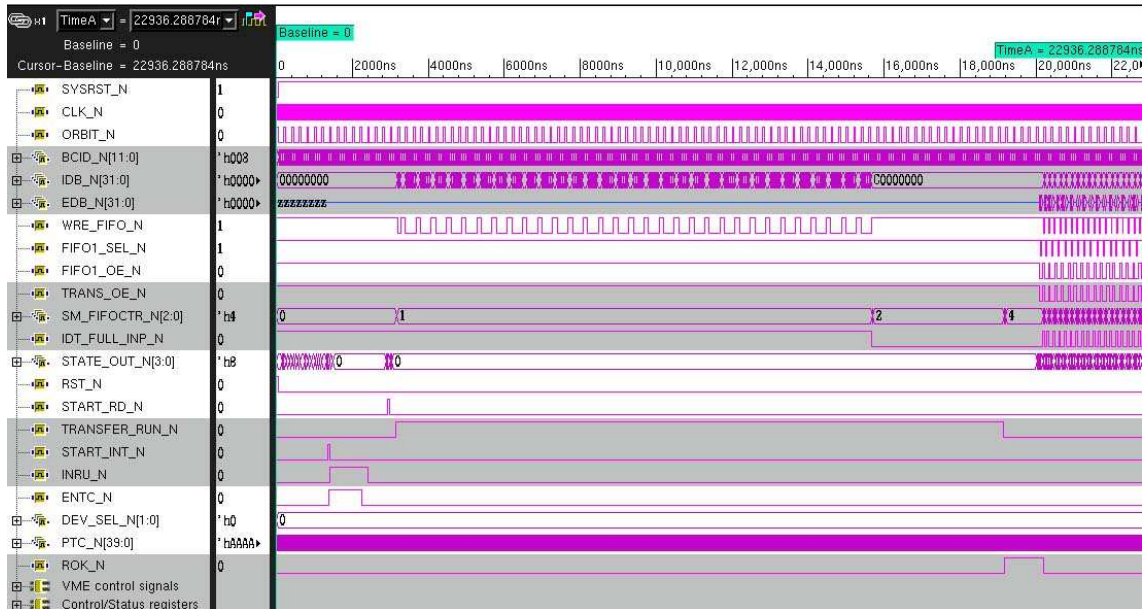 x1 TimeA = 22936.288784r
Baseline = 0
Baseline = 0
TimeA = 22936.288784ns
Cursor-Baseline = 22936.288784ns
0 2000ns 4000ns 6000ns 8000ns 10,000ns 12,000ns 14,000ns 16,000ns 18,000ns 20,000ns 22,0
SYSRST_N 1
CLK_N 0
ORBIT_N 0
BCID_N[11:0] 'h008
IDB_N[31:0] 'h0000 00000000 C0000000
EDB_N[31:0] 'h0000 zzzzzzzz
WRE_FIFO_N 1
FIFO1_SEL_N 1
FIFO1_OE_N 0
TRANS_OE_N 0
SM_FIFOCTR_N[2:0] 'h4 0 1 2 4
IDT_FULL_INP_N 0
STATE_OUT_N[3:0] 'h8 0 0
RST_N 0
START_RD_N 0
TRANSFER_RUN_N 0
START_INT_N 0
INRU_N 0
ENTC_N 0
DEV_SEL_N[1:0] 'h0 0
PTC_N[39:0] 'hAAAA
ROK_N 0
VME control signals
Control/Status registers